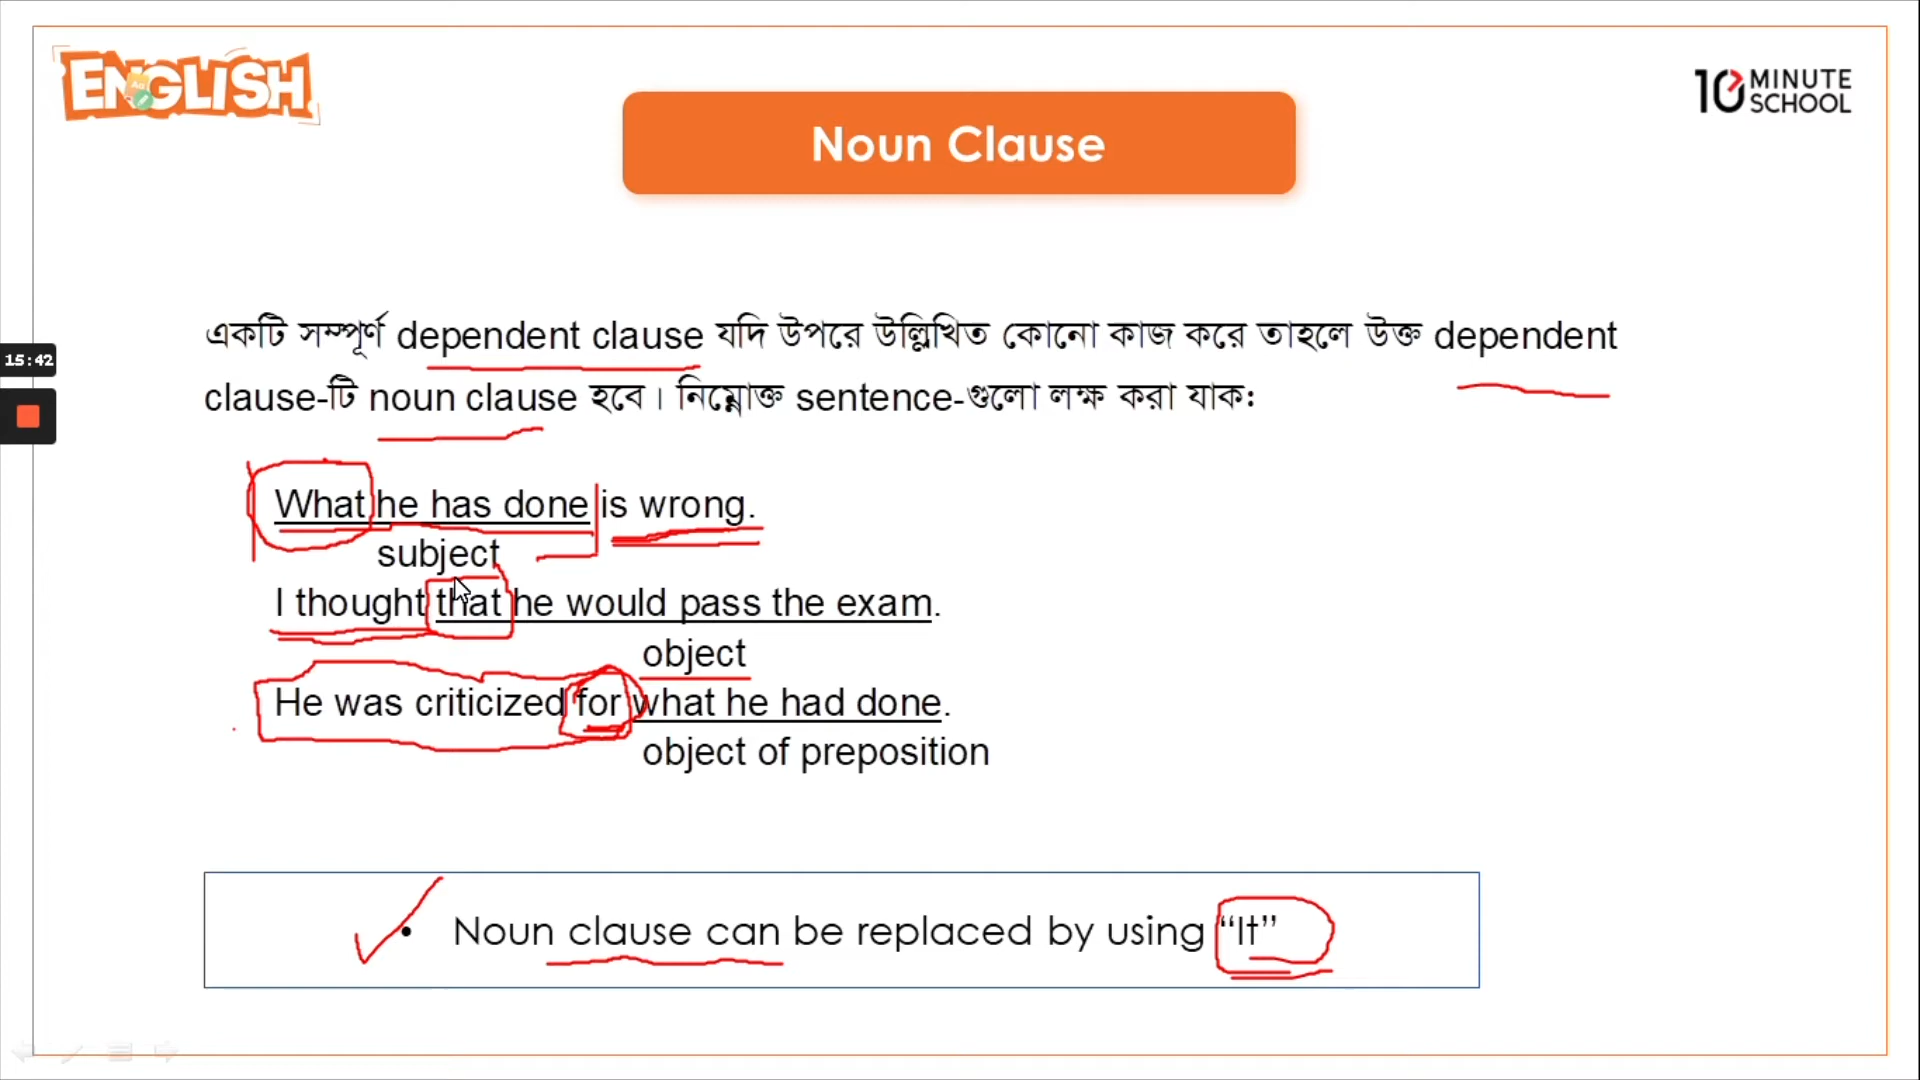 ENGLISH
10 MINUTE
SCHOOL
Noun Clause
একটি সম্পূর্ণ dependent clause যদি উপরে উল্লিখিত কোনো কাজ করে তাহলে উক্ত dependent
clause-টি noun clause হবে। নিম্নোক্ত sentence-গুলো লক্ষ করা যাক:
15:42
What he has done is wrong.
subject
I thought that he would pass the exam.
object
He was criticized for what he had done.
object of preposition
• Noun clause can be replaced by using “It”